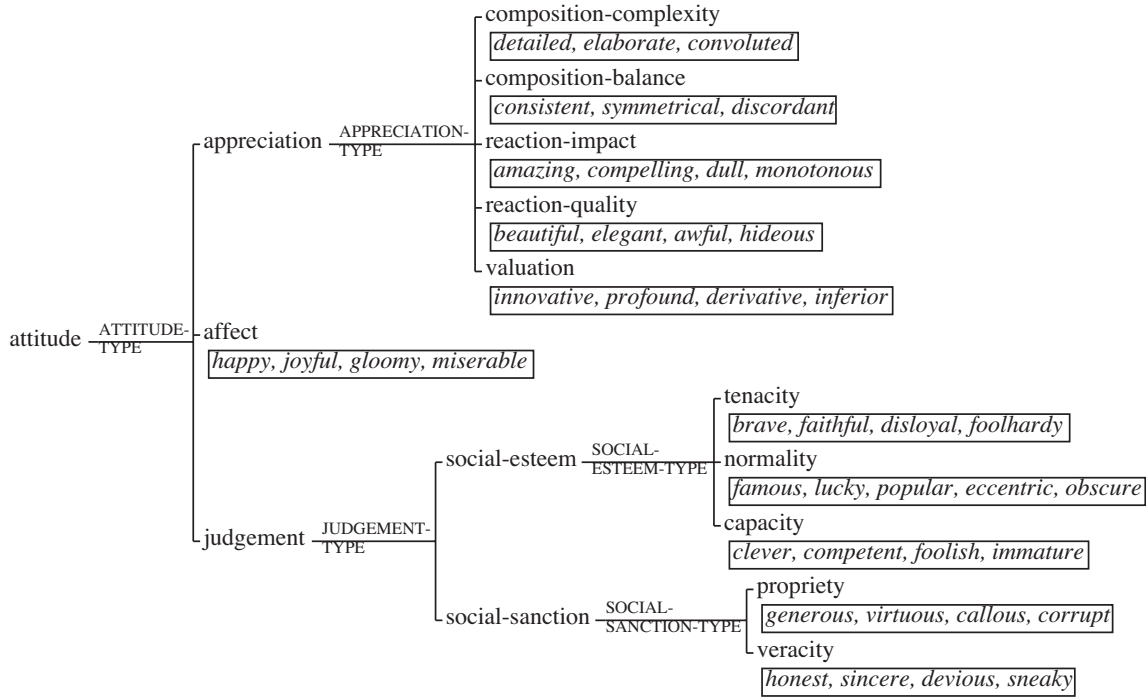 composition-complexity
detailed, elaborate, convoluted
composition-balance
consistent, symmetrical, discordant
appreciation
APPRECIATION-
TYPE
reaction-impact
amazing, compelling, dull, monotonous
reaction-quality
beautiful, elegant, awful, hideous
valuation
innovative, profound, derivative, inferior
attitude
ATTITUDE-
TYPE
affect
happy, joyful, gloomy, miserable
tenacity
brave, faithful, disloyal, foolhardy
social-esteem
SOCIAL-
ESTEEM-TYPE
normality
famous, lucky, popular, eccentric, obscure
judgement
JUDGEMENT-
TYPE
capacity
clever, competent, foolish, immature
propriety
generous, virtuous, callous, corrupt
social-sanction
SOCIAL-
SANCTION-TYPE
veracity
honest, sincere, devious, sneaky